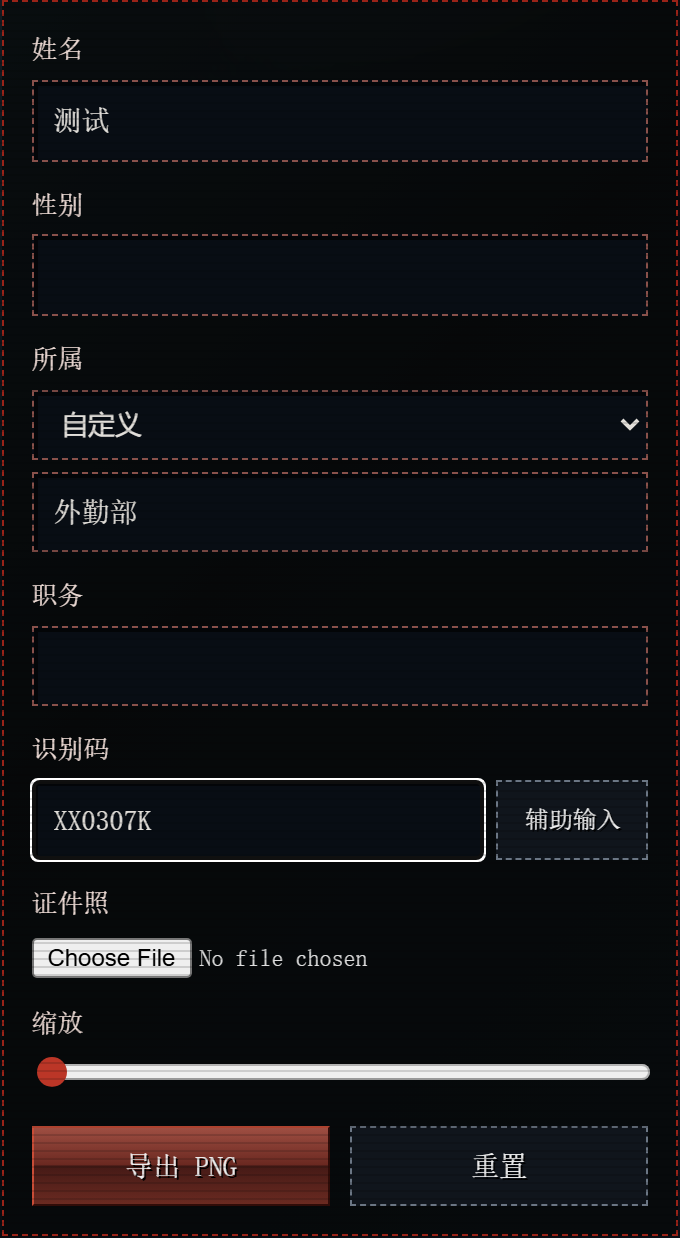 姓名
测试
性别
所属
自定义
外勤部
职务
识别码
XX0307K 辅助输入
证件照
Choose File No file chosen
缩放
导出 PNG 重置